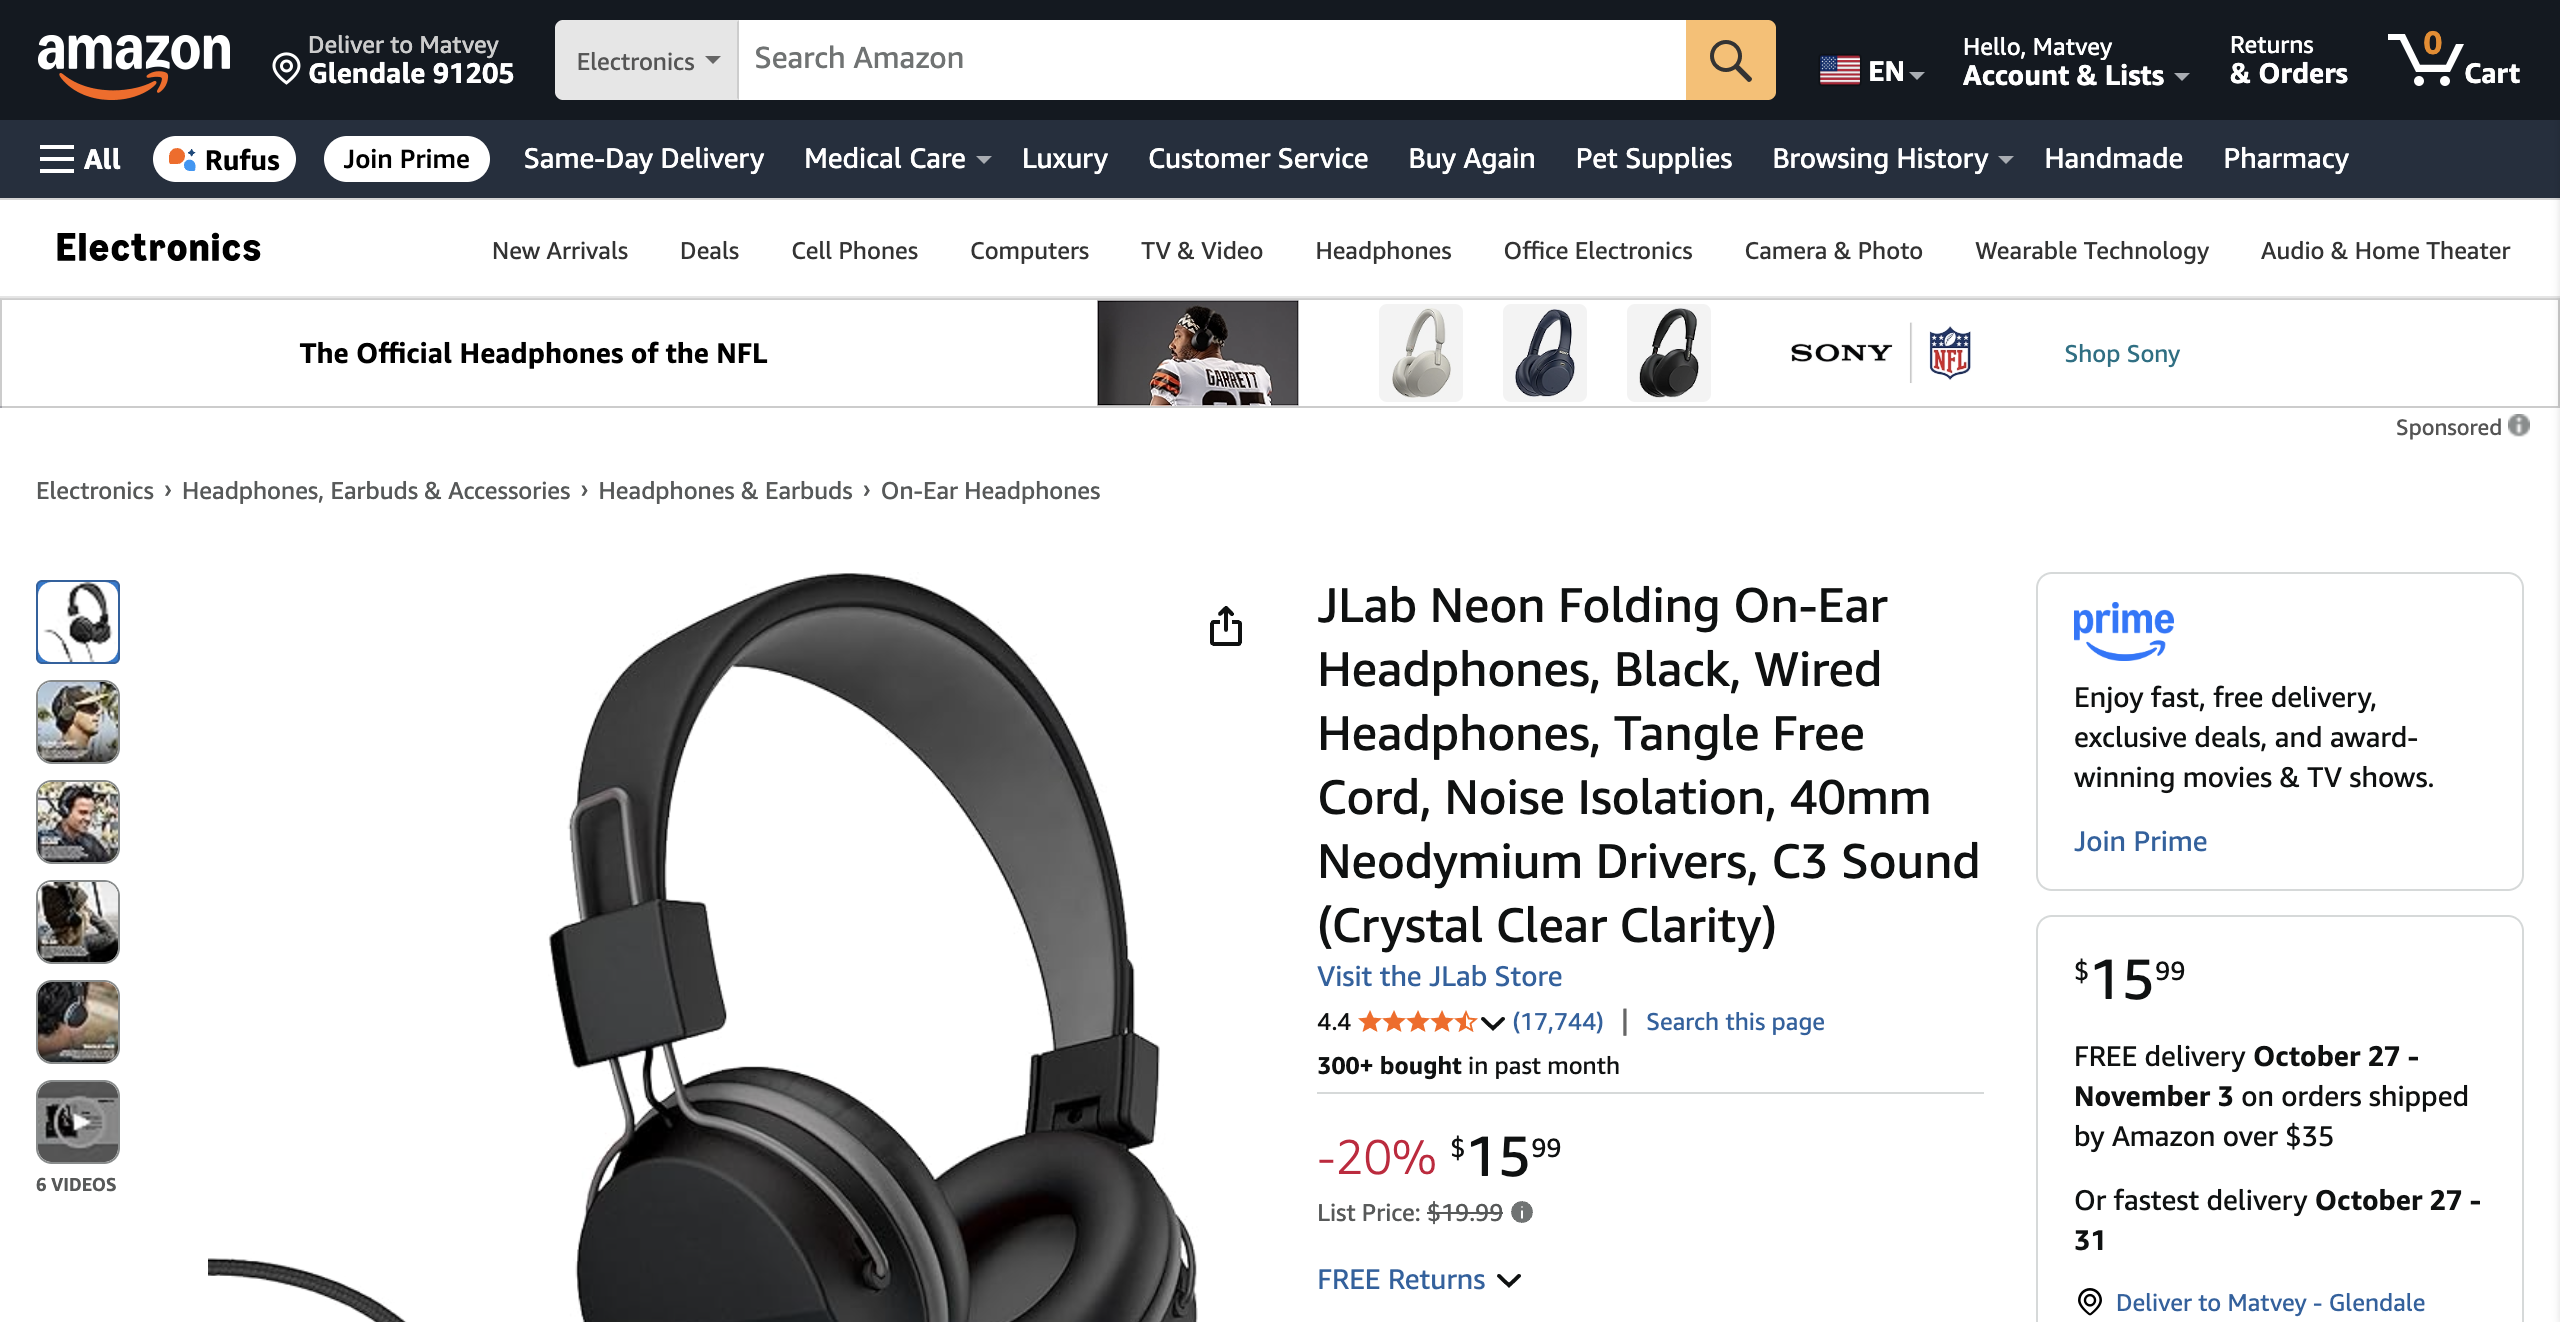 amazon
Deliver to Matvey
Glendale 91205
Electronics
Search Amazon
EN
Hello, Matvey
Account & Lists
Returns
& Orders
0
Cart
All
Rufus
Join Prime
Same-Day Delivery
Medical Care
Luxury
Customer Service
Buy Again
Pet Supplies
Browsing History
Handmade
Pharmacy
Electronics
New Arrivals
Deals
Cell Phones
Computers
TV & Video
Headphones
Office Electronics
Camera & Photo
Wearable Technology
Audio & Home Theater
The Official Headphones of the NFL
GARRETT
SONY
NFL
Shop Sony
Sponsored
Electronics › Headphones, Earbuds & Accessories › Headphones & Earbuds › On-Ear Headphones
6 VIDEOS
JLab Neon Folding On-Ear
Headphones, Black, Wired
Headphones, Tangle Free
Cord, Noise Isolation, 40mm
Neodymium Drivers, C3 Sound
(Crystal Clear Clarity)
Visit the JLab Store
4.4 (17,744) | Search this page
300+ bought in past month
-20% $15 99
List Price: $19.99
FREE Returns
prime
Enjoy fast, free delivery,
exclusive deals, and award-
winning movies & TV shows.
Join Prime
$15 99
FREE delivery October 27 -
November 3 on orders shipped
by Amazon over $35
Or fastest delivery October 27 -
31
Deliver to Matvey - Glendale